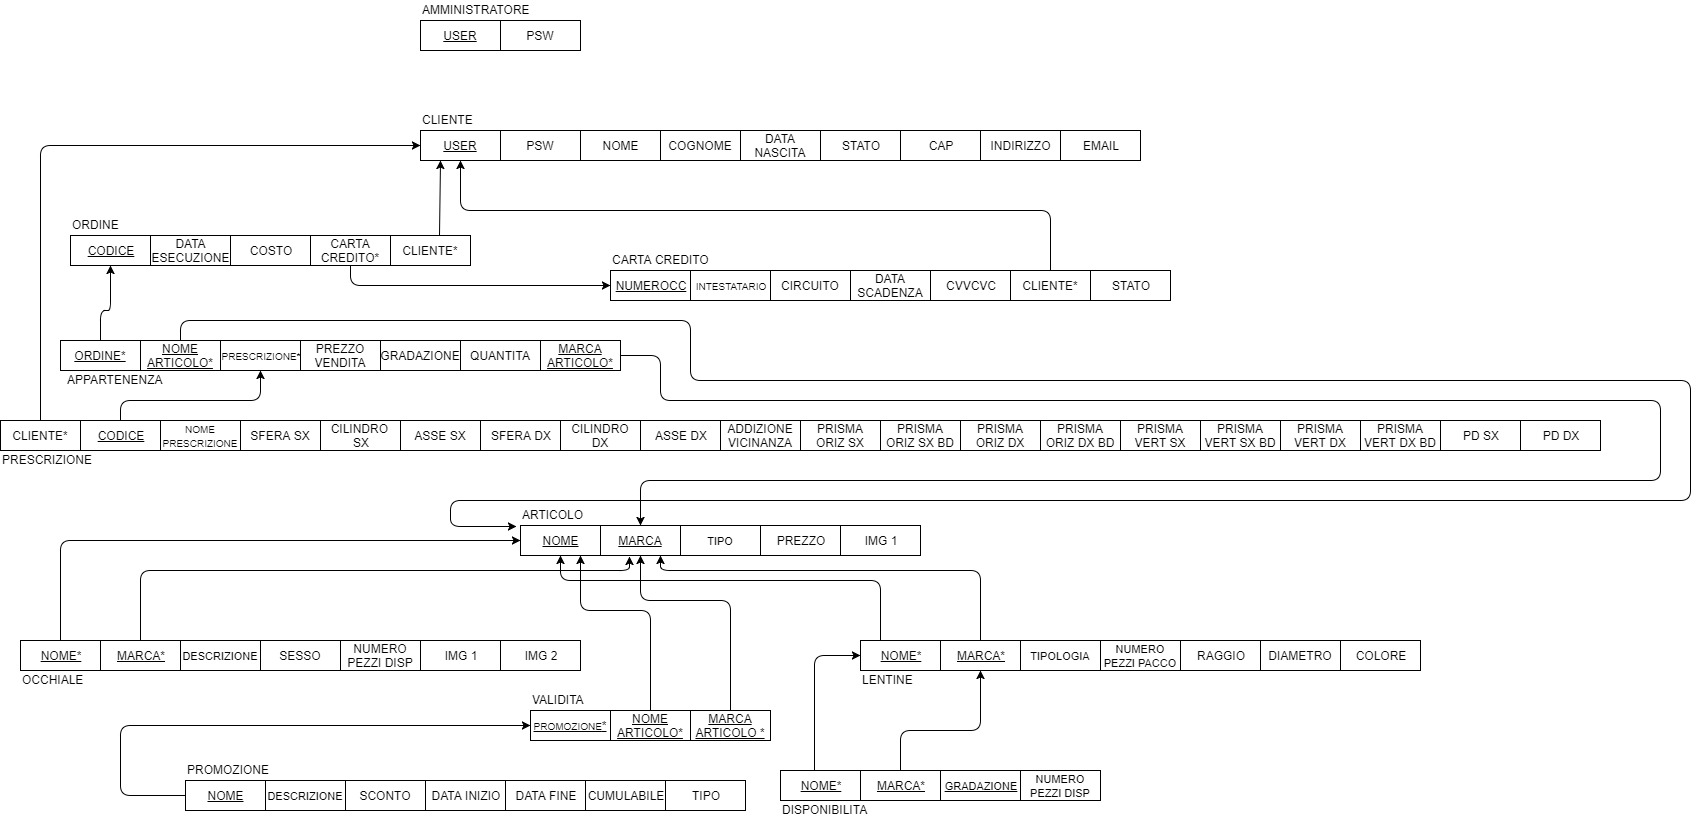 AMMINISTRATORE
USER PSW
CLIENTE
USER PSW NOME COGNOME DATA NASCITA STATO CAP INDIRIZZO EMAIL
ORDINE
CODICE DATA ESECUZIONE COSTO CARTA CREDITO* CLIENTE*
CARTA CREDITO
NUMEROCC INTESTATARIO CIRCUITO DATA SCADENZA CVVCVC CLIENTE* STATO
ORDINE* NOME ARTICOLO* PRESCRIZIONE* PREZZO VENDITA GRADAZIONE QUANTITA MARCA ARTICOLO*
APPARTENENZA
CLIENTE* CODICE NOME PRESCRIZIONE SFERA SX CILINDRO SX ASSE SX SFERA DX CILINDRO DX ASSE DX ADDIZIONE VICINANZA PRISMA ORIZ SX PRISMA ORIZ SX BD PRISMA ORIZ DX PRISMA ORIZ DX BD PRISMA VERT SX PRISMA VERT SX BD PRISMA VERT DX PRISMA VERT DX BD PD SX PD DX
PRESCRIZIONE
ARTICOLO
NOME MARCA TIPO PREZZO IMG 1
NOME* MARCA* DESCRIZIONE SESSO NUMERO PEZZI DISP IMG 1 IMG 2
OCCHIALE
NOME* MARCA* TIPOLOGIA NUMERO PEZZI PACCO RAGGIO DIAMETRO COLORE
LENTINE
VALIDITA
PROMOZIONE* NOME ARTICOLO* MARCA ARTICOLO *
PROMOZIONE
NOME DESCRIZIONE SCONTO DATA INIZIO DATA FINE CUMULABILE TIPO
NOME* MARCA* GRADAZIONE NUMERO PEZZI DISP
DISPONIBILITA